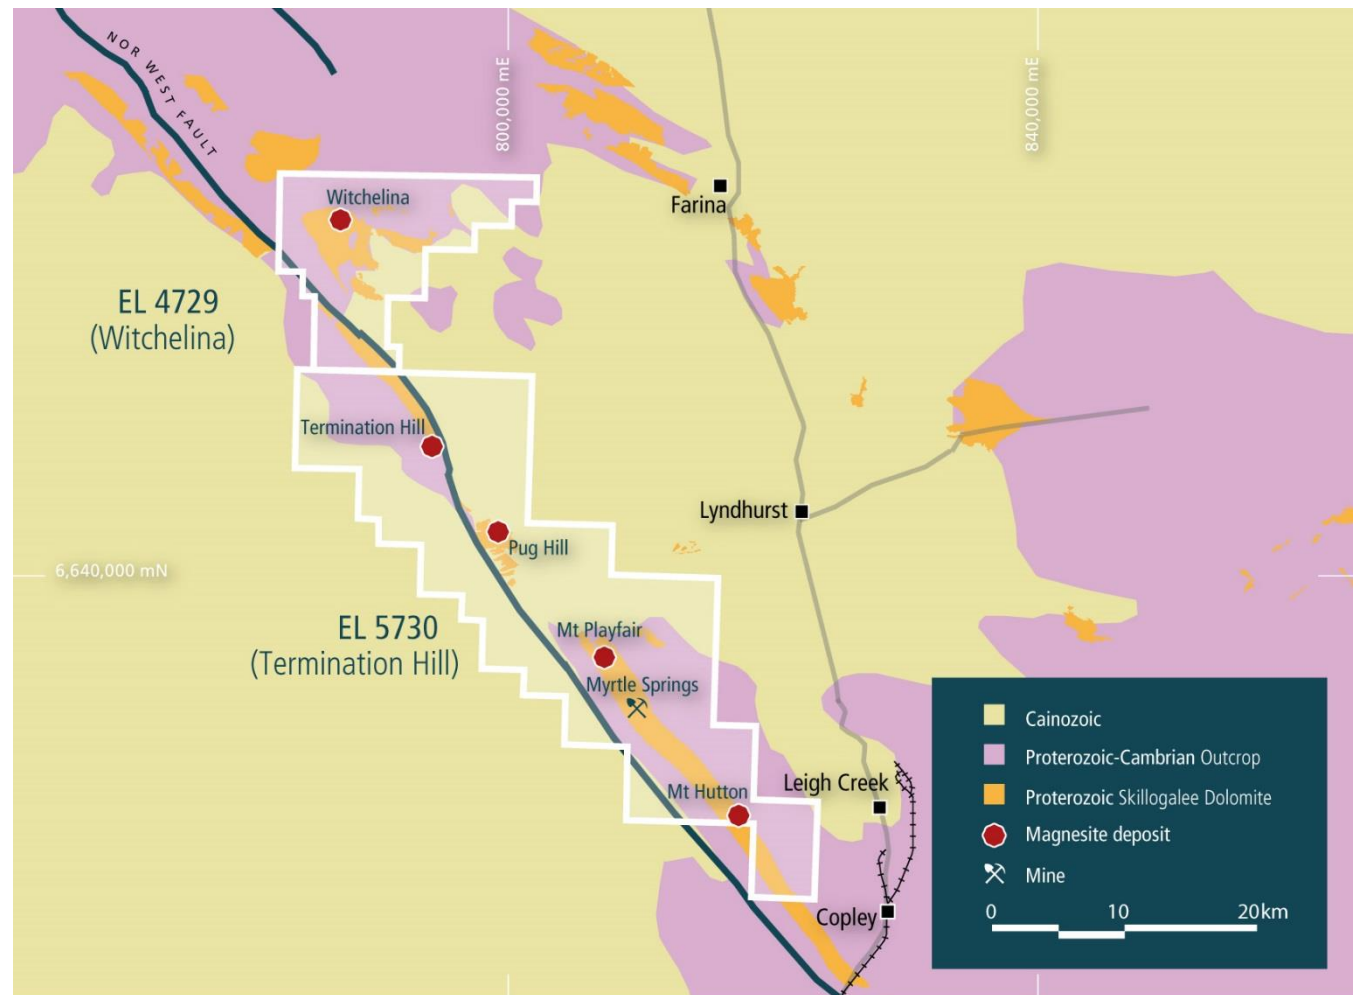 NOR WEST FAULT
800,000 mE
840,000 mE
Witchelina
Farina
EL 4729
(Witchelina)
Termination Hill
Lyndhurst
Pug Hill
6,640,000 mN
EL 5730
(Termination Hill)
Mt Playfair
Myrtle Springs
Mt Hutton
Leigh Creek
Copley
Cainozoic
Proterozoic-Cambrian Outcrop
Proterozoic Skillogalee Dolomite
Magnesite deposit
Mine
0 10 20km